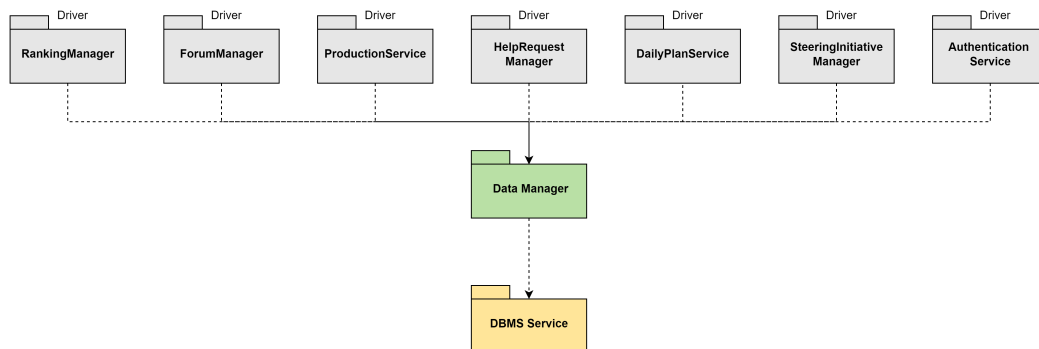 Driver
Driver
Driver
Driver
Driver
Driver
Driver
RankingManager
ForumManager
ProductionService
HelpRequest
Manager
DailyPlanService
SteeringInitiative
Manager
Authentication
Service
Data Manager
DBMS Service